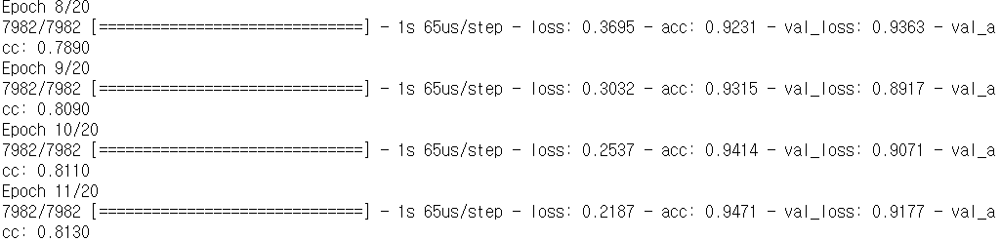 Epoch 8/20
7982/7982 [==============================] - 1s 65us/step - loss: 0.3695 - acc: 0.9231 - val_loss: 0.9363 - val_a
cc: 0.7890
Epoch 9/20
7982/7982 [==============================] - 1s 65us/step - loss: 0.3032 - acc: 0.9315 - val_loss: 0.8917 - val_a
cc: 0.8090
Epoch 10/20
7982/7982 [==============================] - 1s 65us/step - loss: 0.2537 - acc: 0.9414 - val_loss: 0.9071 - val_a
cc: 0.8110
Epoch 11/20
7982/7982 [==============================] - 1s 65us/step - loss: 0.2187 - acc: 0.9471 - val_loss: 0.9177 - val_a
cc: 0.8130